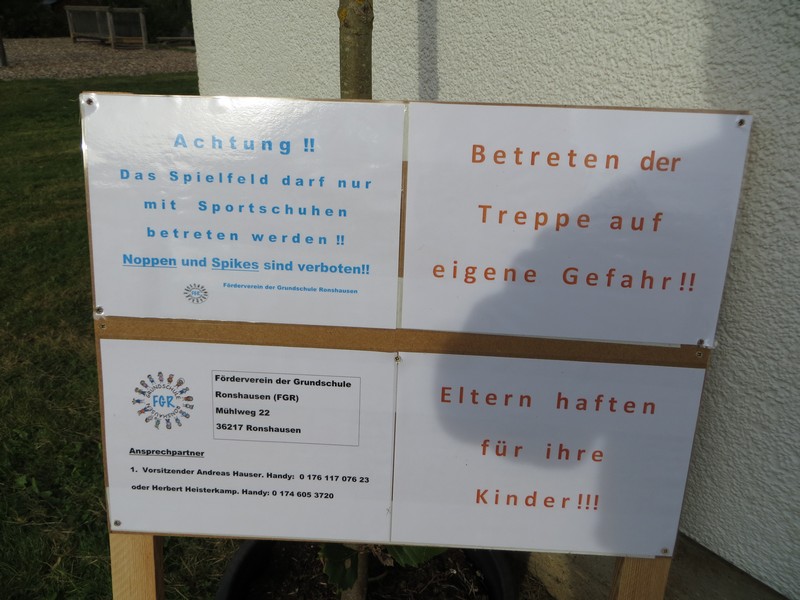 Achtung !!
Das Spielfeld darf nur
mit Sportschuhen
betreten werden !!
Noppen und Spikes sind verboten!!
FGR
Förderverein der Grundschule Ronshausen
Betreten der
Treppe auf
eigene Gefahr!!
GRUNDSCHULE
FGR
RONSHAUSEN
Förderverein der Grundschule
Ronshausen (FGR)
Mühlweg 22
36217 Ronshausen
Ansprechpartner
1. Vorsitzender Andreas Hauser. Handy: 0 176 117 076 23
oder Herbert Heisterkamp. Handy: 0 174 605 3720
Eltern haften
für ihre
Kinder!!!